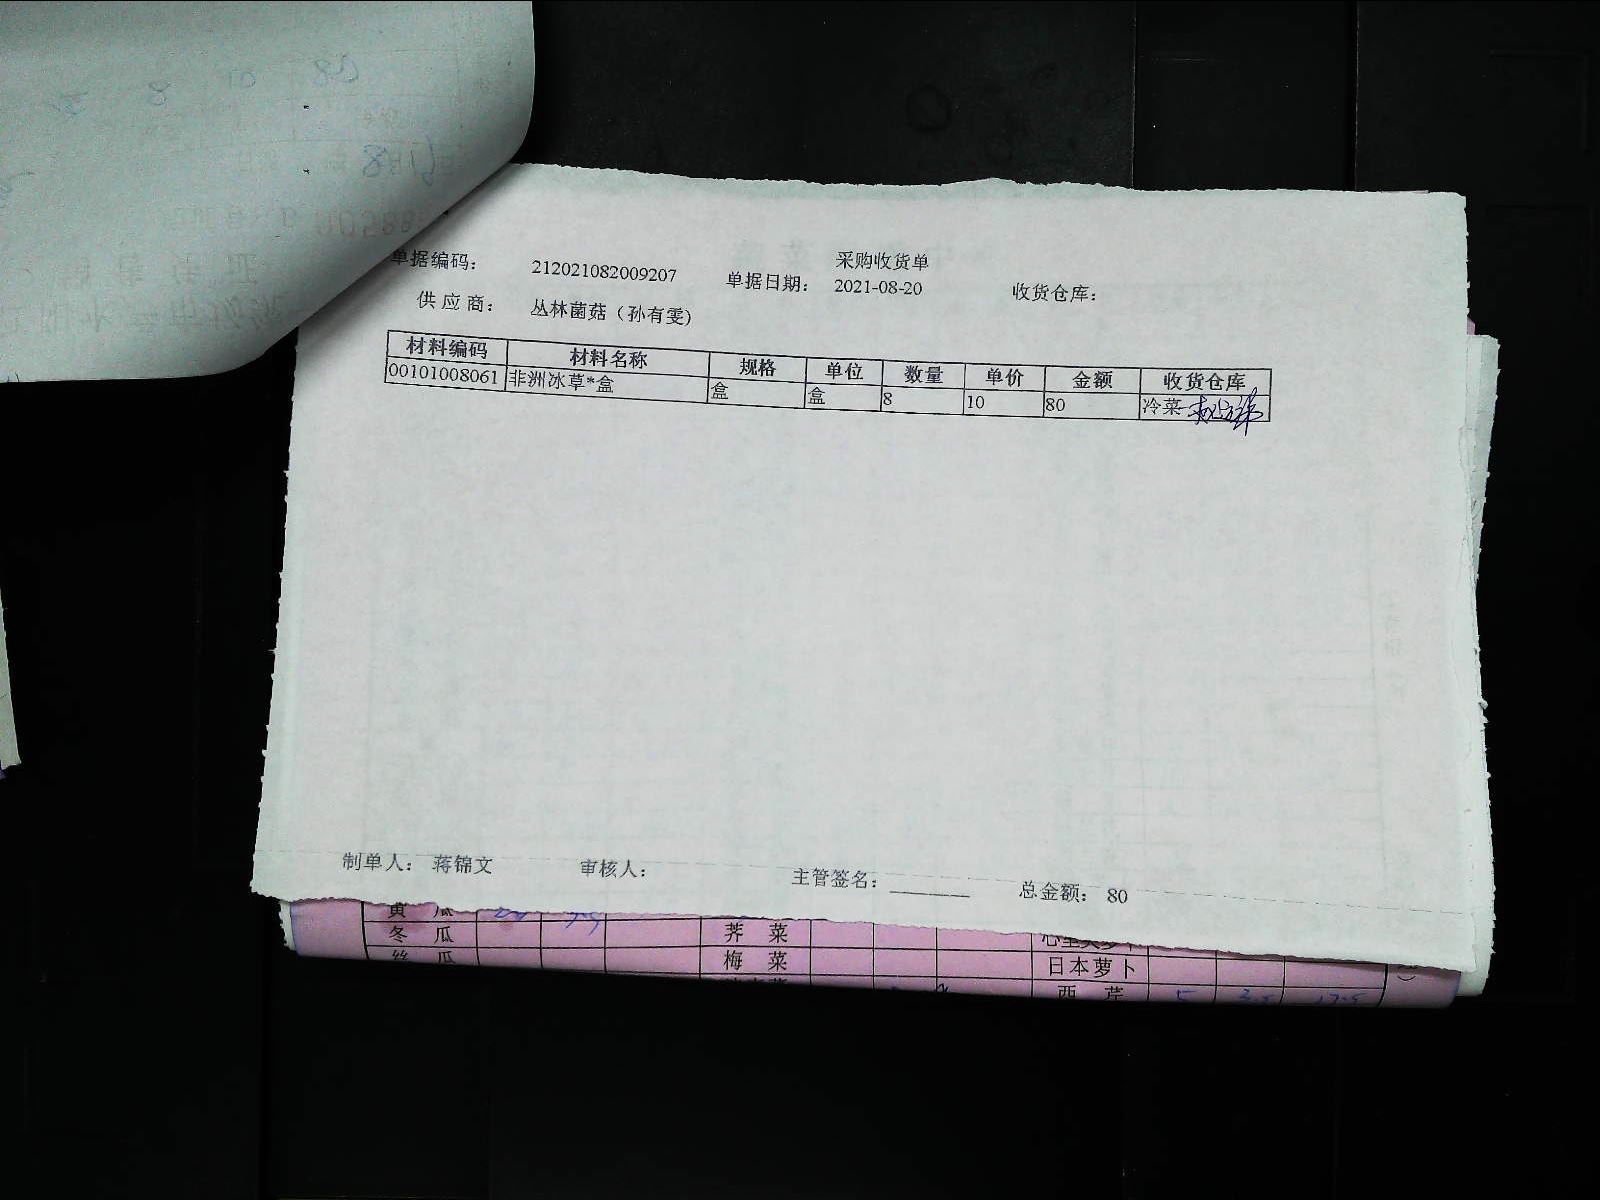 采购收货单
单据编码： 212021082009207 单据日期： 2021-08-20 收货仓库：
供应商： 丛林菌菇（孙有雯）
材料编码 材料名称 规格 单位 数量 单价 金额 收货仓库
00101008061 非洲冰草*盒 盒 盒 8 10 80 冷菜
制单人： 蒋锦文 审核人： 主管签名： 总金额： 80
黄 瓜
冬 瓜 荠 菜
丝 瓜 梅 菜 日本萝卜
西 芹 5